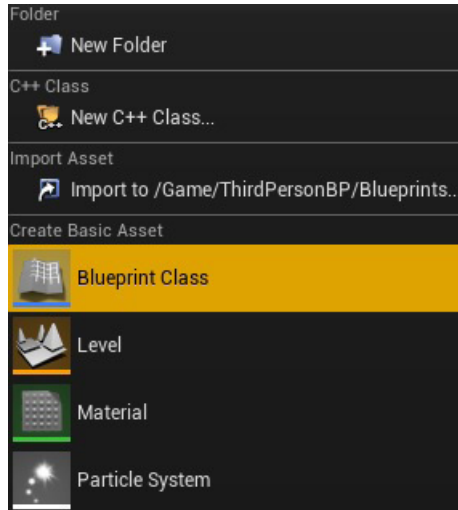 Folder
New Folder
C++ Class
C++
New C++ Class...
Import Asset
Import to /Game/ThirdPersonBP/Blueprints..
Create Basic Asset
Blueprint Class
Level
Material
Particle System